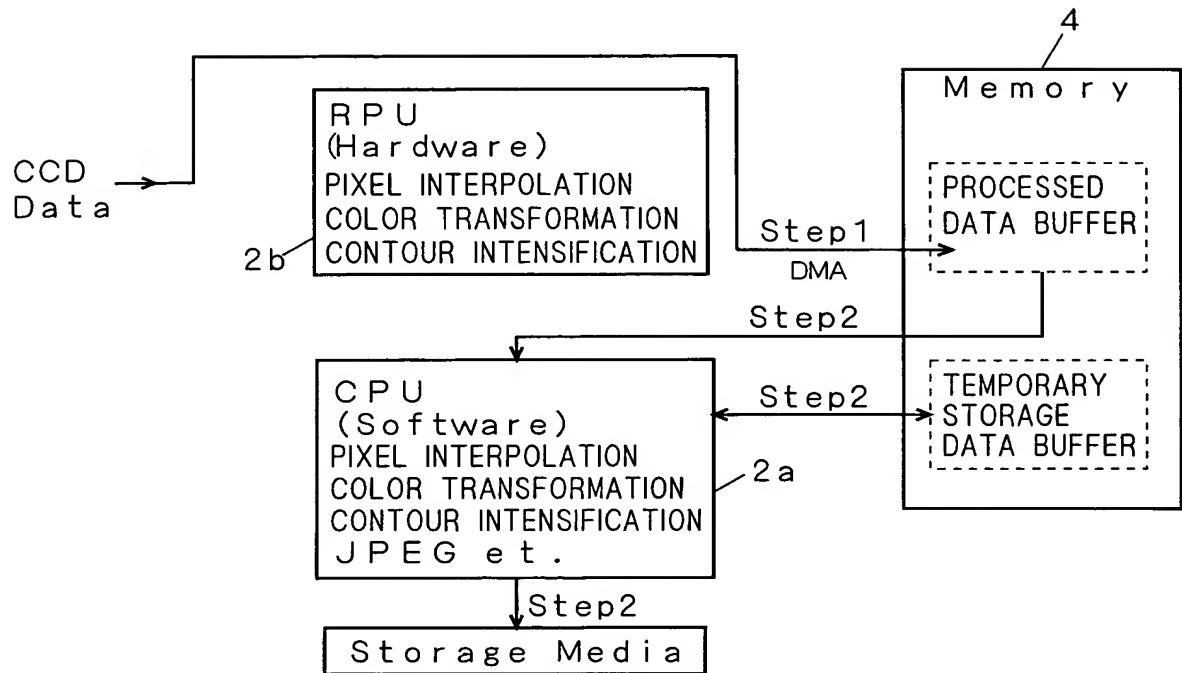 4
Memory
RPU
(Hardware)
PIXEL INTERPOLATION
COLOR TRANSFORMATION
CONTOUR INTENSIFICATION
2b
CCD
Data
Step1
DMA
PROCESSED
DATA BUFFER
Step2
CPU
(Software)
PIXEL INTERPOLATION
COLOR TRANSFORMATION
CONTOUR INTENSIFICATION
JPEG et.
2a
Step2
TEMPORARY
STORAGE
DATA BUFFER
Step2
Storage Media